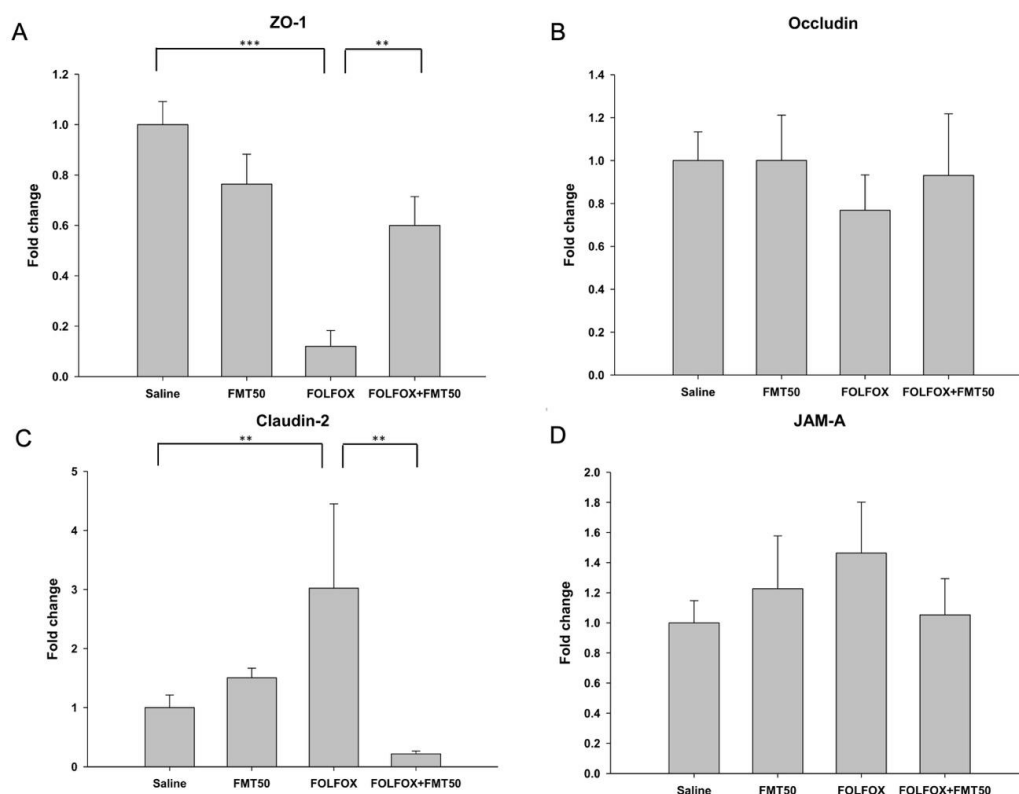 A
ZO-1
*** **
Fold change
1.2
1.0
0.8
0.6
0.4
0.2
0.0
Saline FMT50 FOLFOX FOLFOX+FMT50
B
Occludin
Fold change
1.4
1.2
1.0
0.8
0.6
0.4
0.2
0.0
Saline FMT50 FOLFOX FOLFOX+FMT50
C
Claudin-2
** **
Fold change
5
4
3
2
1
0
Saline FMT50 FOLFOX FOLFOX+FMT50
D
JAM-A
Fold change
2.0
1.8
1.6
1.4
1.2
1.0
0.8
0.6
0.4
0.2
0.0
Saline FMT50 FOLFOX FOLFOX+FMT50